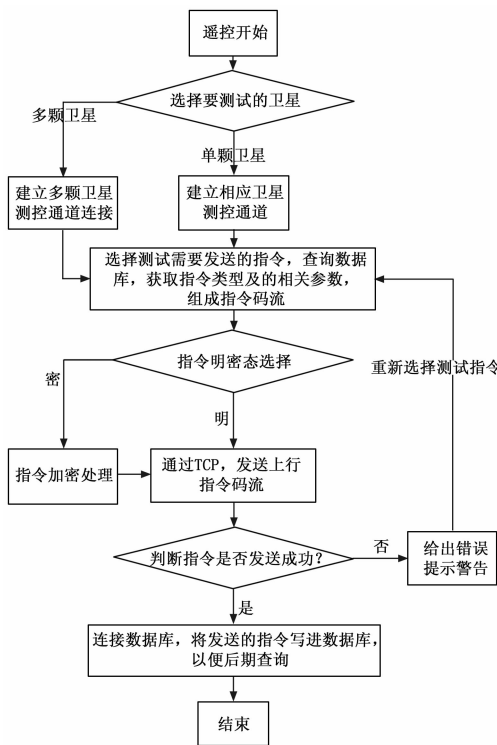 遥控开始
选择要测试的卫星
多颗卫星
单颗卫星
建立多颗卫星
测控通道连接
建立相应卫星
测控通道
选择测试需要发送的指令，查询数据
库，获取指令类型及的相关参数，
组成指令码流
指令明密态选择
重新选择测试指令
密
明
指令加密处理
通过TCP，发送上行
指令码流
判断指令是否发送成功？
否
给出错误
提示警告
是
连接数据库，将发送的指令写进数据库，
以便后期查询
结束